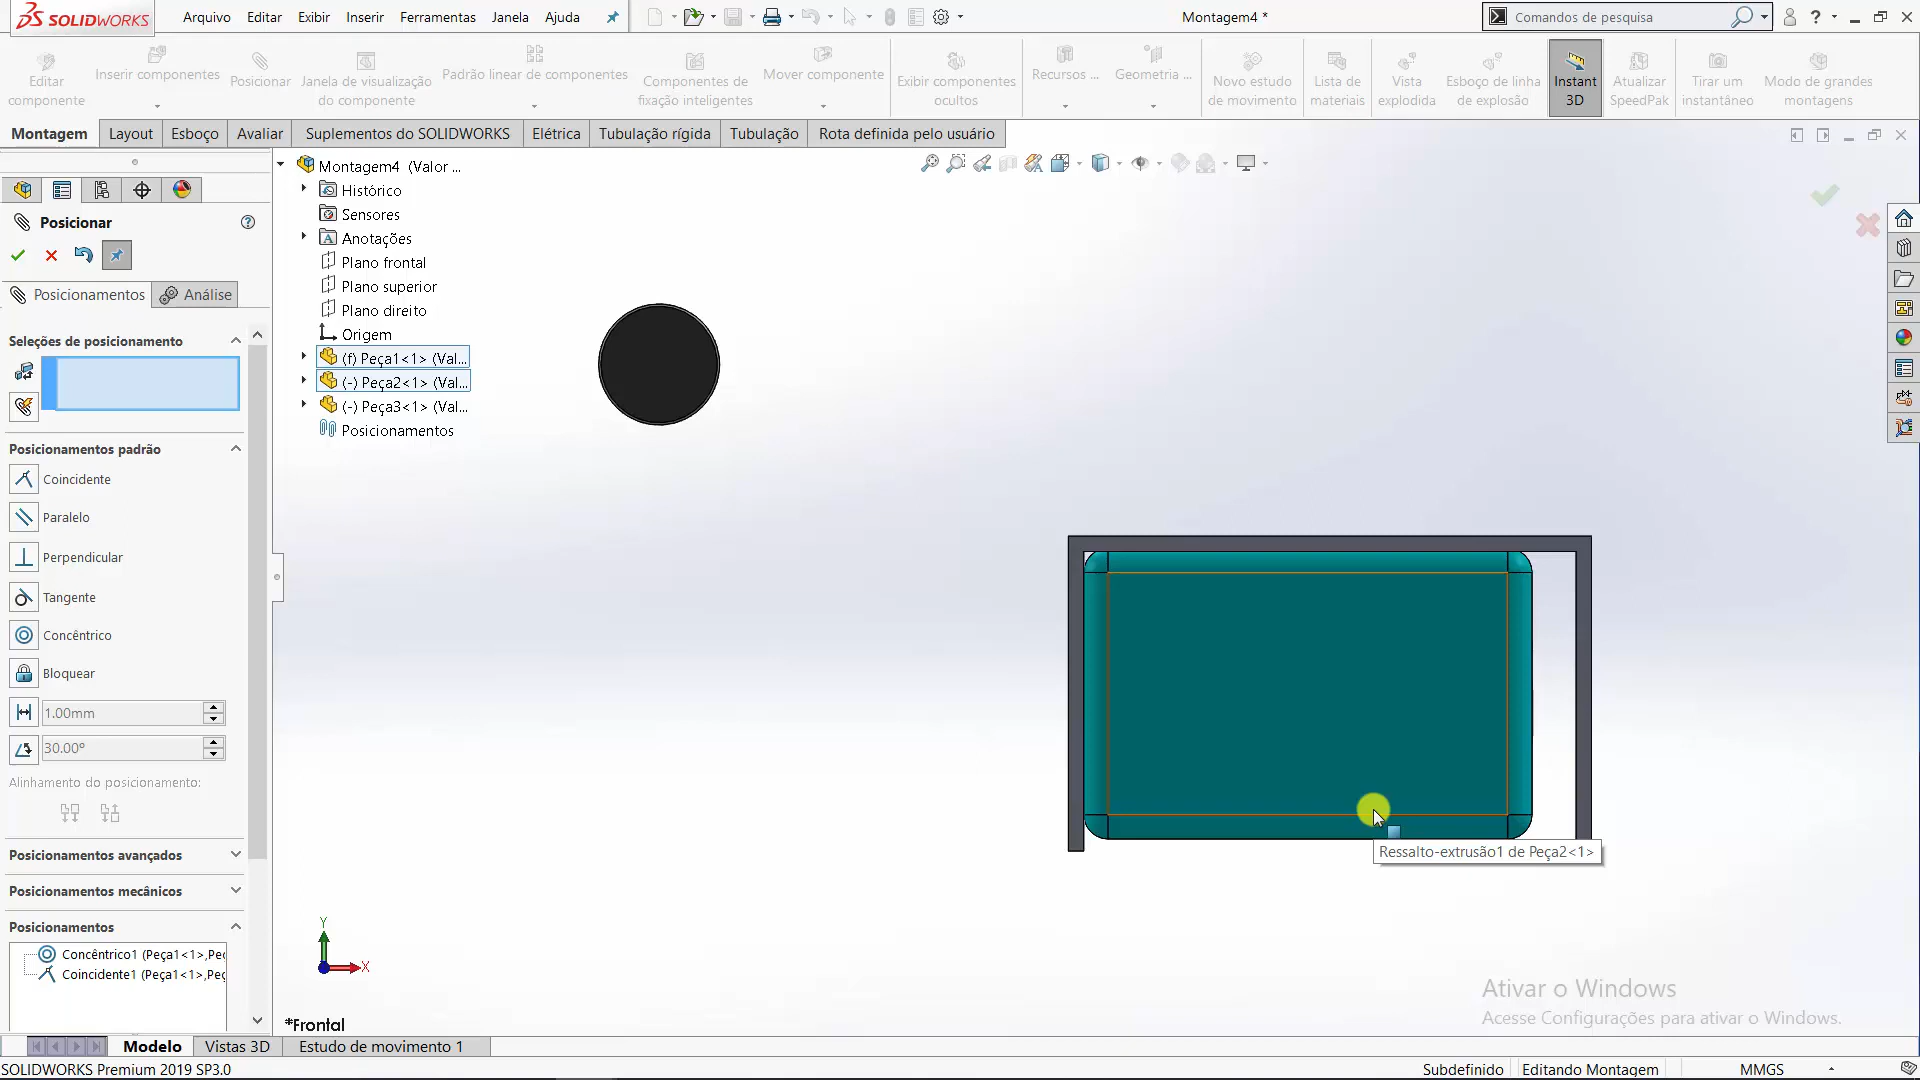 SOLIDWORKS
Arquivo Editar Exibir Inserir Ferramentas Janela Ajuda
Montagem4 *
Comandos de pesquisa
Editar componente
Inserir componentes
Posicionar
Janela de visualização do componente
Padrão linear de componentes
Componentes de fixação inteligentes
Mover componente
Exibir componentes ocultos
Recursos ...
Geometria ...
Novo estudo de movimento
Lista de materiais
Vista explodida
Esboço de linha de explosão
Instant 3D
Atualizar SpeedPak
Tirar um instantâneo
Modo de grandes montagens
Montagem Layout Esboço Avaliar Suplementos do SOLIDWORKS Elétrica Tubulação rígida Tubulação Rota definida pelo usuário
Posicionar
Posicionamentos Análise
Seleções de posicionamento
Posicionamentos padrão
Coincidente
Paralelo
Perpendicular
Tangente
Concêntrico
Bloquear
1.00mm
30.00°
Alinhamento do posicionamento:
Posicionamentos avançados
Posicionamentos mecânicos
Posicionamentos
Concêntrico1 (Peça1<1>,Peç
Coincidente1 (Peça1<1>,Peç
Montagem4 (Valor ...
Histórico
Sensores
Anotações
Plano frontal
Plano superior
Plano direito
Origem
(f) Peça1<1> (Val...
(-) Peça2<1> (Val...
(-) Peça3<1> (Val...
Posicionamentos
Ressalto-extrusão1 de Peça2<1>
Y
X
*Frontal
Ativar o Windows
Acesse Configurações para ativar o Windows.
Modelo Vistas 3D Estudo de movimento 1
SOLIDWORKS Premium 2019 SP3.0
Subdefinido Editando Montagem MMGS